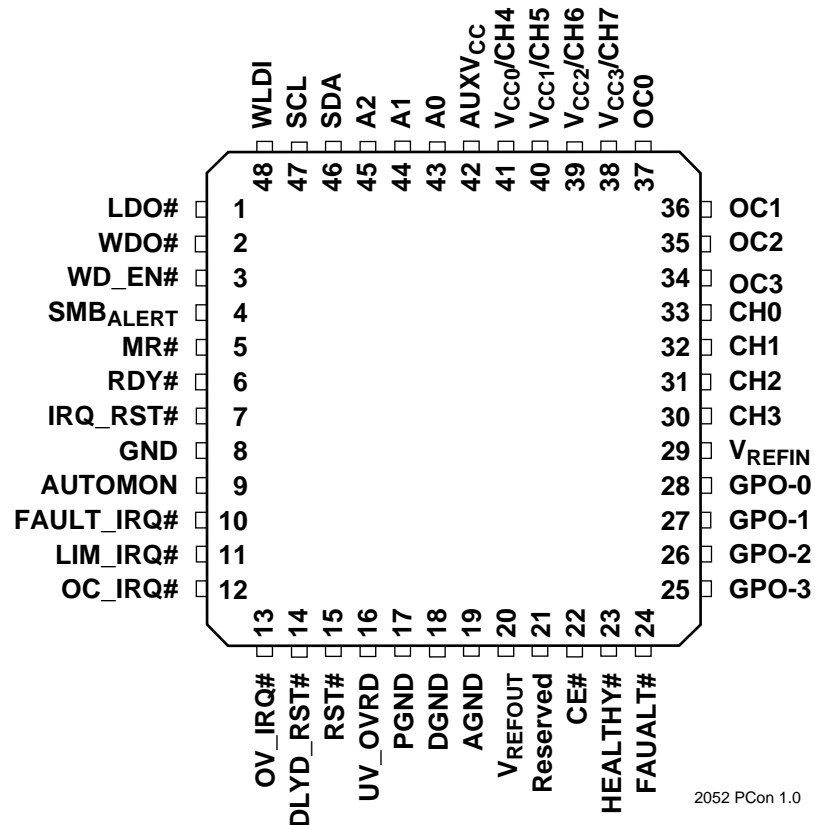 WLDI
SCL
SDA
A2
A1
A0
AUXVCC
VCC0/CH4
VCC1/CH5
VCC2/CH6
VCC3/CH7
OC0
48 47 46 45 44 43 42 41 40 39 38 37
LDO# 1
WDO# 2
WD_EN# 3
SMBALERT 4
MR# 5
RDY# 6
IRQ_RST# 7
GND 8
AUTOMON 9
FAULT_IRQ# 10
LIM_IRQ# 11
OC_IRQ# 12
36 OC1
35 OC2
34 OC3
33 CH0
32 CH1
31 CH2
30 CH3
29 VREFIN
28 GPO-0
27 GPO-1
26 GPO-2
25 GPO-3
13 14 15 16 17 18 19 20 21 22 23 24
OV_IRQ#
DLYD_RST#
RST#
UV_OVRD
PGND
DGND
AGND
VREFOUT
Reserved
CE#
HEALTHY#
FAUALT#
2052 PCon 1.0